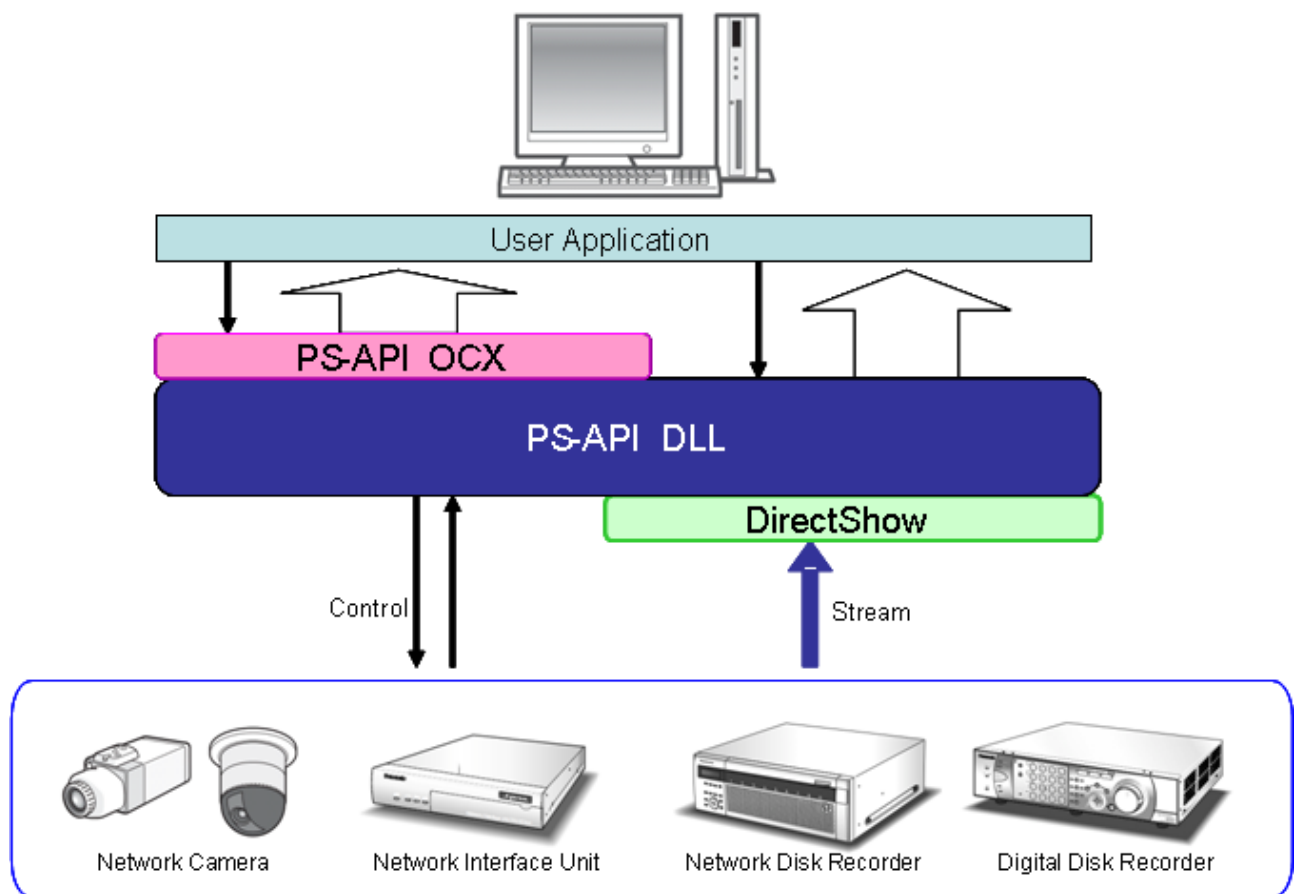 User Application
PS-API OCX
PS-API DLL
DirectShow
Control
Stream
Network Camera
Network Interface Unit
Network Disk Recorder
Digital Disk Recorder